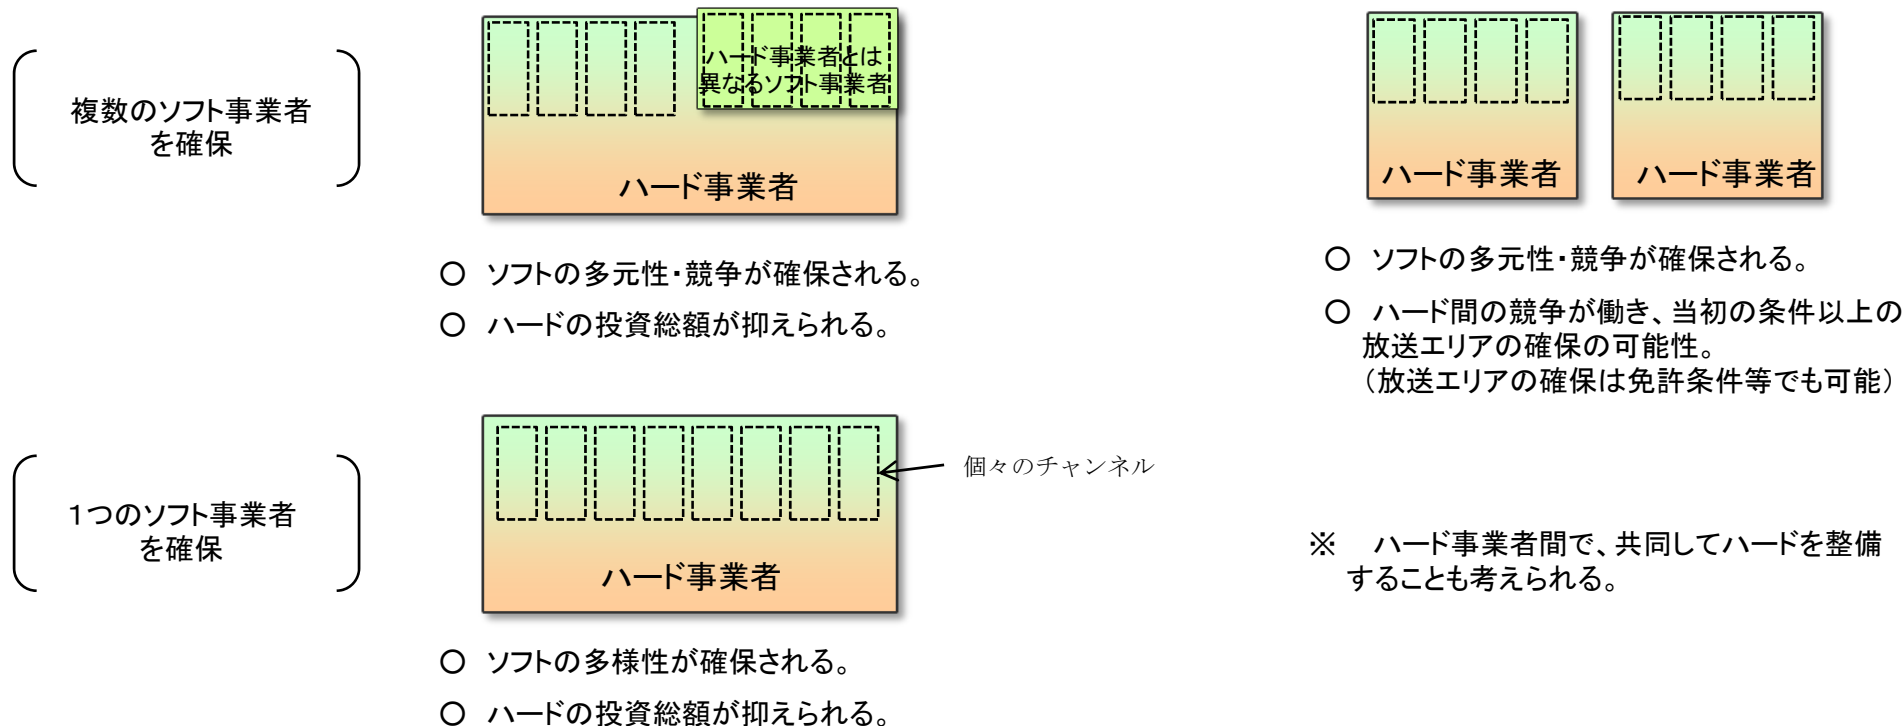 複数のソフト事業者
を確保
ハード事業者とは
異なるソフト事業者
ハード事業者
○　ソフトの多元性・競争が確保される。
○　ハードの投資総額が抑えられる。
ハード事業者
ハード事業者
○　ソフトの多元性・競争が確保される。
○　ハード間の競争が働き、当初の条件以上の
放送エリアの確保の可能性。
（放送エリアの確保は免許条件等でも可能）
１つのソフト事業者
を確保
ハード事業者
個々のチャンネル
○　ソフトの多様性が確保される。
○　ハードの投資総額が抑えられる。
※　ハード事業者間で、共同してハードを整備
することも考えられる。